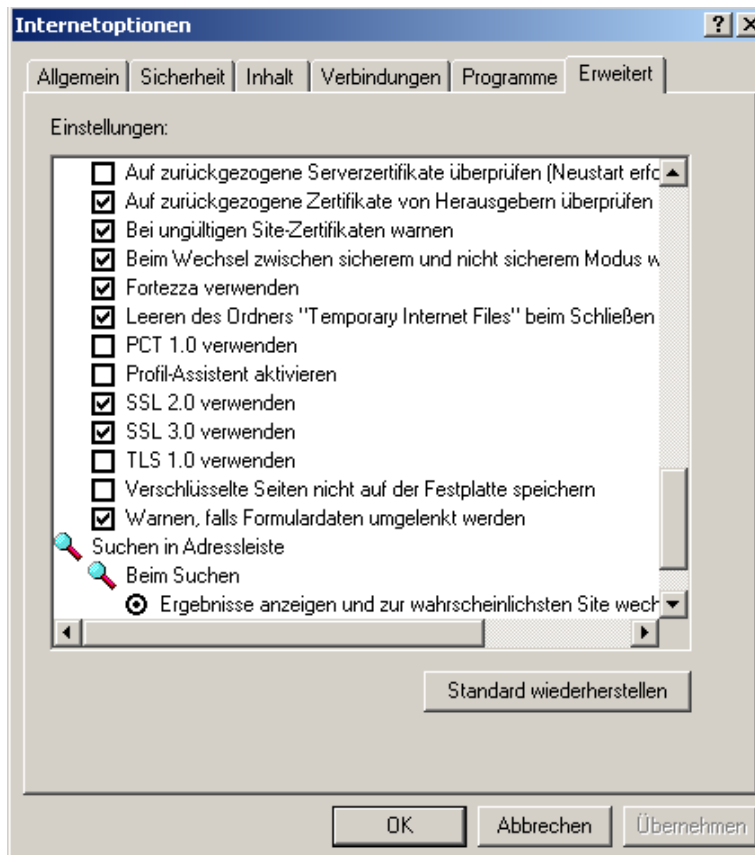 Internetoptionen
Allgemein Sicherheit Inhalt Verbindungen Programme Erweitert
Einstellungen:
Auf zurückgezogene Serverzertifikate überprüfen (Neustart erfc
Auf zurückgezogene Zertifikate von Herausgebern überprüfen
Bei ungültigen Site-Zertifikaten warnen
Beim Wechsel zwischen sicherem und nicht sicherem Modus w
Fortezza verwenden
Leeren des Ordners "Temporary Internet Files" beim Schließen
PCT 1.0 verwenden
Profil-Assistent aktivieren
SSL 2.0 verwenden
SSL 3.0 verwenden
TLS 1.0 verwenden
Verschlüsselte Seiten nicht auf der Festplatte speichern
Warnen, falls Formulardaten umgelenkt werden
Suchen in Adressleiste
Beim Suchen
Ergebnisse anzeigen und zur wahrscheinlichsten Site wech
Standard wiederherstellen
OK Abbrechen Übernehmen